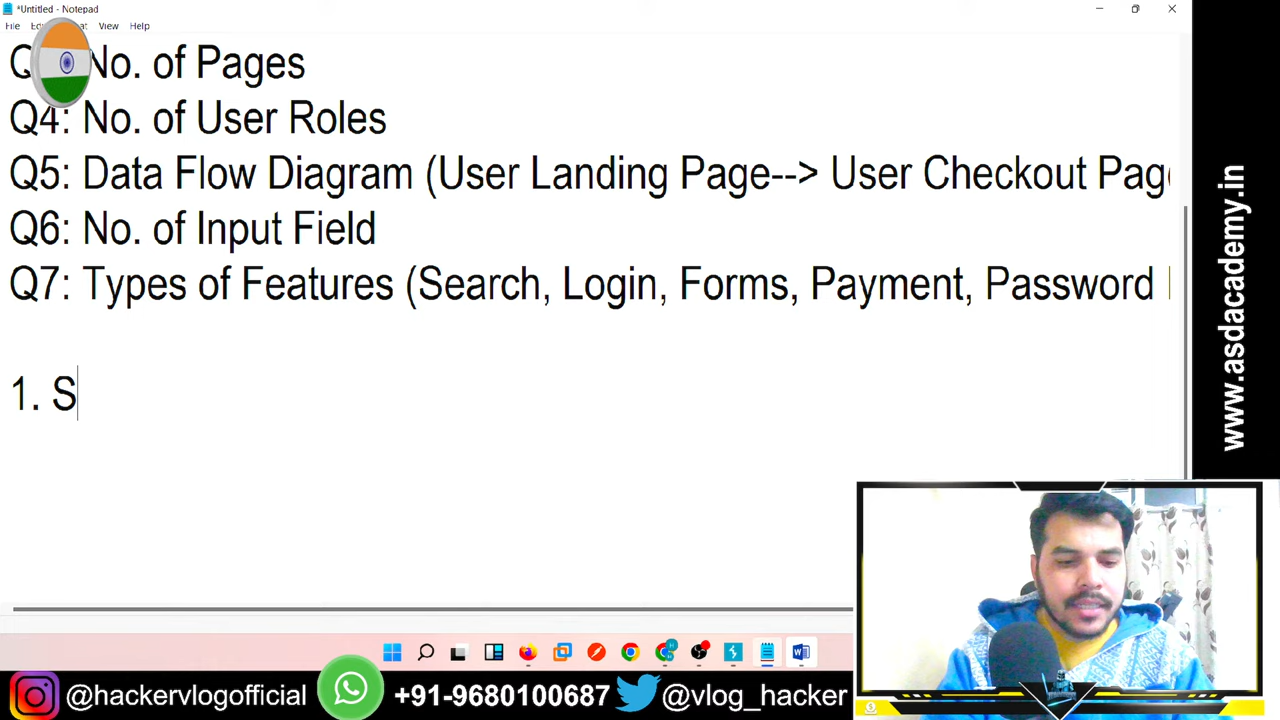 *Untitled - Notepad
File
View
Help
No. of Pages
Q4: No. of User Roles
Q5: Data Flow Diagram (User Landing Page--> User Checkout Page
Q6: No. of Input Field
Q7: Types of Features (Search, Login, Forms, Payment, Password
1. S
www.asdacademy.in
@hackervlogofficial
+91-9680100687
@vlog_hacker